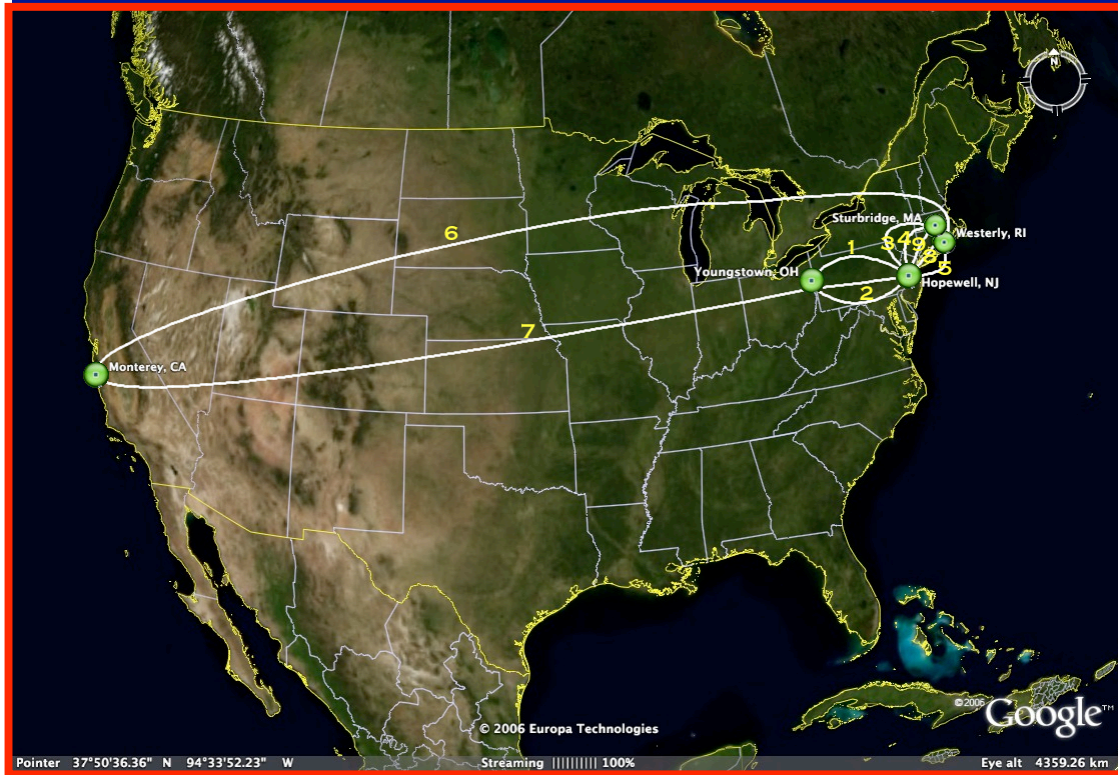 N
6
Sturbridge, MA
Westerly, RI
1
3
4
9
8
5
Youngstown, OH
Hopewell, NJ
2
7
Monterey, CA
© 2006 Europa Technologies
©2006 Google™
Pointer 37°50'36.36" N 94°33'52.23" W Streaming |||||||||| 100% Eye alt 4359.26 km